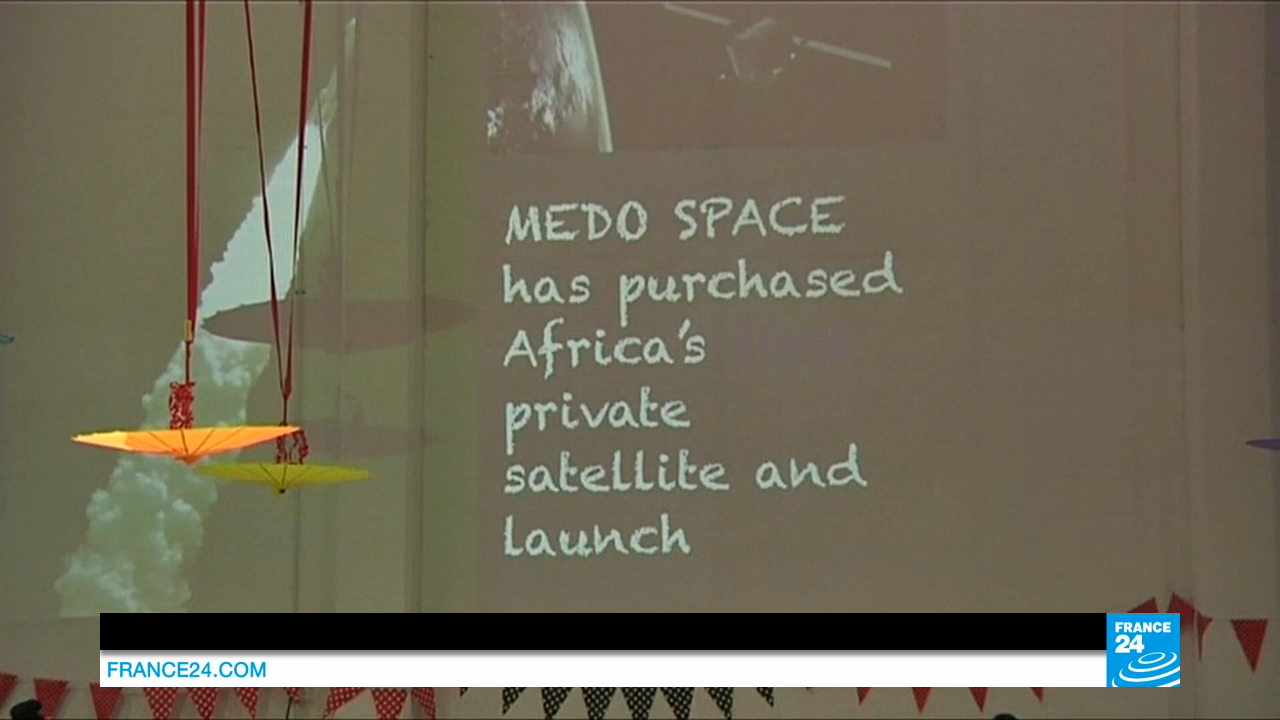 MEDO SPACE
has purchased
Africa's
private
satellite and
launch
FRANCE24.COM
FRANCE
24